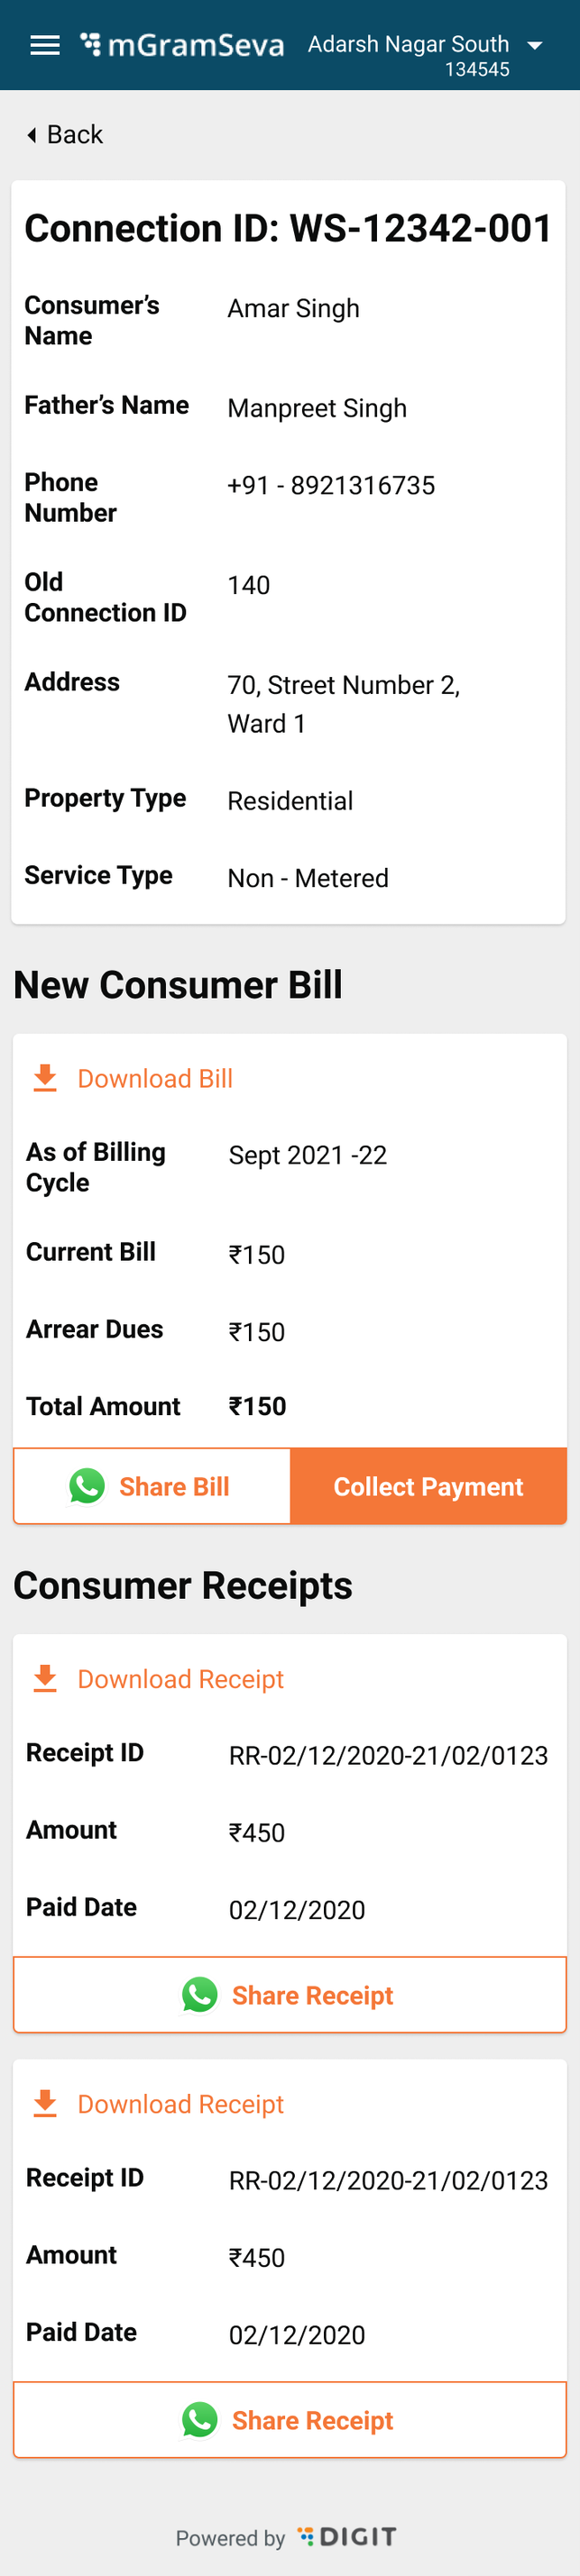 mGramSeva
Adarsh Nagar South
134545
Back
Connection ID: WS-12342-001
Consumer’s
Name
Amar Singh
Father’s Name
Manpreet Singh
Phone
Number
+91 - 8921316735
Old
Connection ID
140
Address
70, Street Number 2,
Ward 1
Property Type
Residential
Service Type
Non - Metered
New Consumer Bill
Download Bill
As of Billing
Cycle
Sept 2021 -22
Current Bill
₹150
Arrear Dues
₹150
Total Amount
₹150
Share Bill
Collect Payment
Consumer Receipts
Download Receipt
Receipt ID
RR-02/12/2020-21/02/0123
Amount
₹450
Paid Date
02/12/2020
Share Receipt
Download Receipt
Receipt ID
RR-02/12/2020-21/02/0123
Amount
₹450
Paid Date
02/12/2020
Share Receipt
Powered by DIGIT